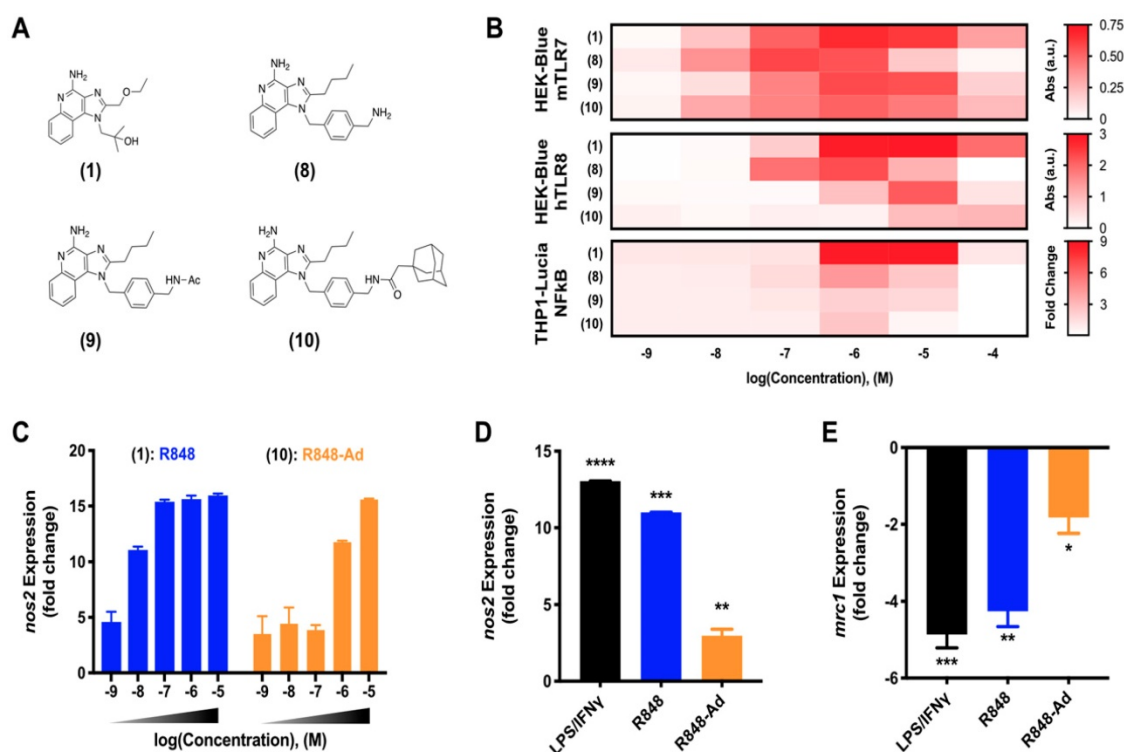 A
NH₂
N
N
N
O
OH
(1)
NH₂
N
N
N
NH₂
(8)
NH₂
N
N
N
HN-Ac
(9)
H₂N
N
N
N
HN
O
(10)
B
HEK-Blue
mTLR7
(1)
(8)
(9)
(10)
0.75
0.50
0.25
0
Abs (a.u.)
HEK-Blue
hTLR8
(1)
(8)
(9)
(10)
3
2
1
0
Abs (a.u.)
THP1-Lucia
NFkB
(1)
(8)
(9)
(10)
9
6
3
Fold Change
-9 -8 -7 -6 -5 -4
log(Concentration), (M)
C
(1): R848 (10): R848-Ad
nos2 Expression
(fold change)
20
15
10
5
0
-9 -8 -7 -6 -5 -9 -8 -7 -6 -5
log(Concentration), (M)
D
nos2 Expression
(fold change)
15
10
5
0
****
***
**
LPS/IFNγ
R848
R848-Ad
E
mrc1 Expression
(fold change)
0
-2
-4
-6
***
**
*
LPS/IFNγ
R848
R848-Ad